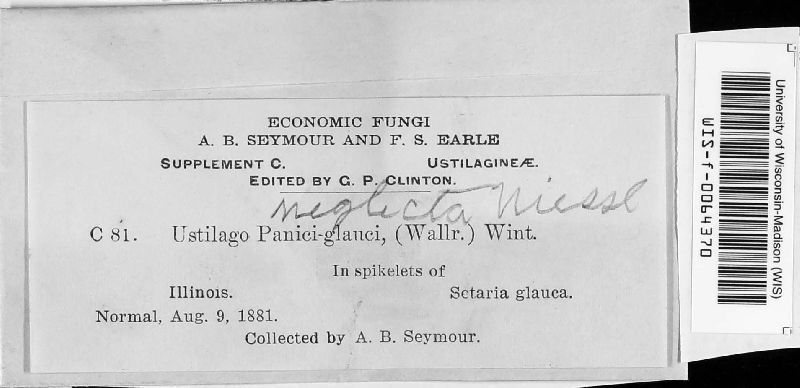 ECONOMIC FUNGI
A. B. SEYMOUR AND F. S. EARLE
SUPPLEMENT C. USTILAGINEÆ.
EDITED BY G. P. CLINTON.
neglecta Niessl
C 81. Ustilago Panici-glauci, (Wallr.) Wint.
In spikelets of
Illinois. Setaria glauca.
Normal, Aug. 9, 1881.
Collected by A. B. Seymour.
University of Wisconsin-Madison (WIS)
WIS-f-0064370